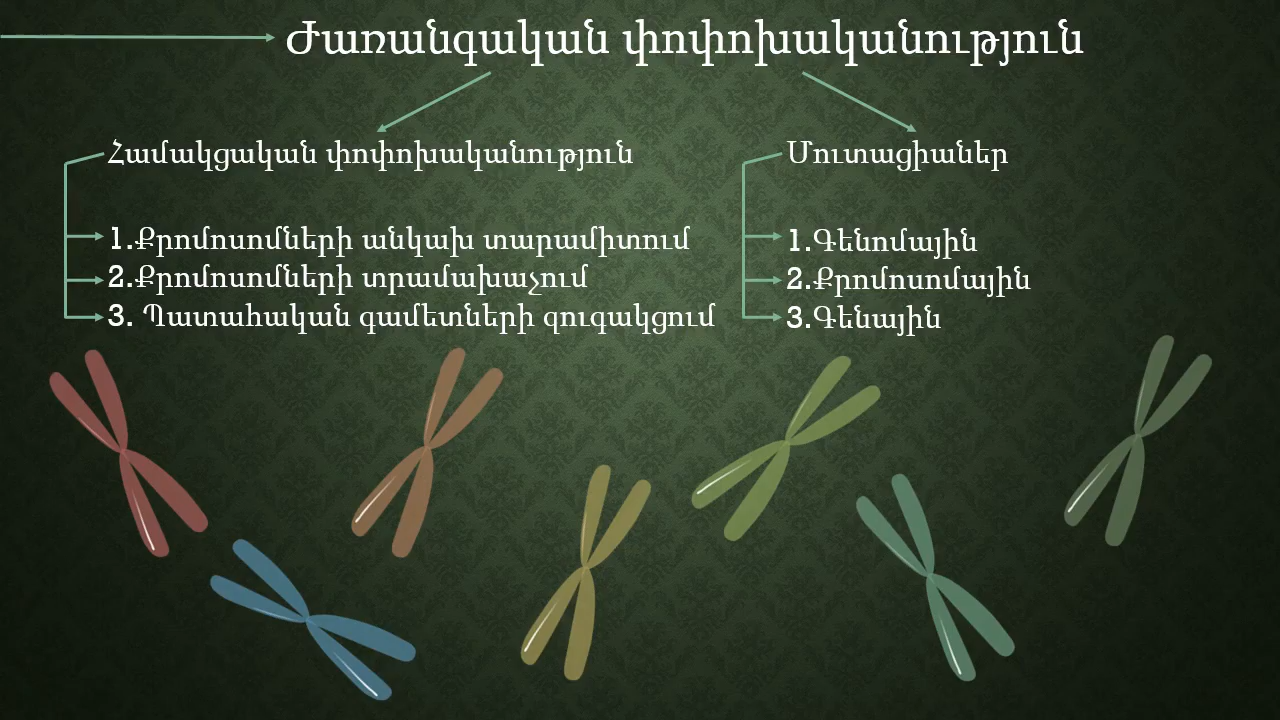 Ժառանգական փոփոխականություն
Համակցական փոփոխականություն
1.Քրոմոսոմների անկախ տարամիտում
2.Քրոմոսոմների տրամախաչում
3. Պատահական գամետների զուգակցում
Մուտացիաներ
1.Գենոմային
2.Քրոմոսոմային
3.Գենային